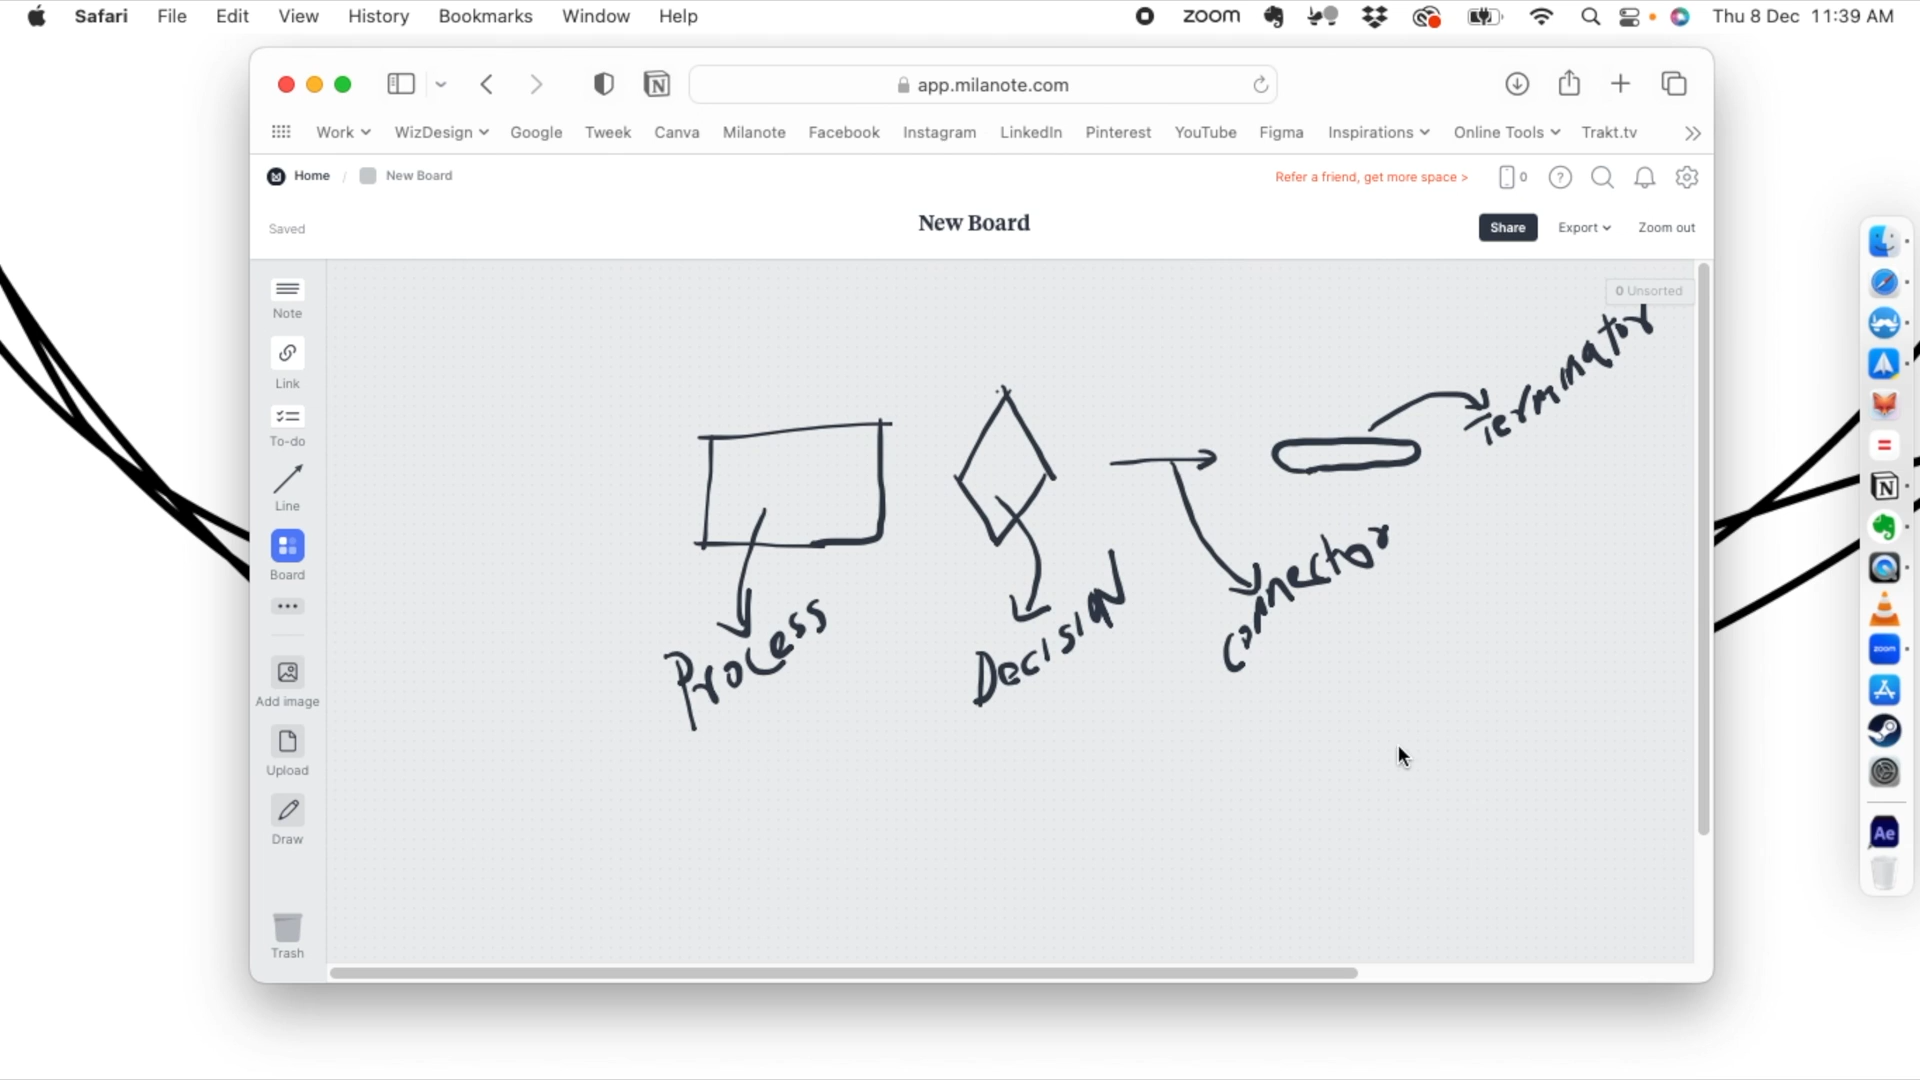 Safari File Edit View History Bookmarks Window Help zoom Thu 8 Dec 11:39 AM
app.milanote.com
Work WizDesign Google Tweek Canva Milanote Facebook Instagram LinkedIn Pinterest YouTube Figma Inspirations Online Tools Trakt.tv
Home / New Board Refer a friend, get more space > 0
Saved New Board Share Export Zoom out
0 Unsorted
Note
Link
To-do
Line
Board
Add image
Upload
Draw
Trash
Terminator
Connector
Decision
Process
zoom
Ae